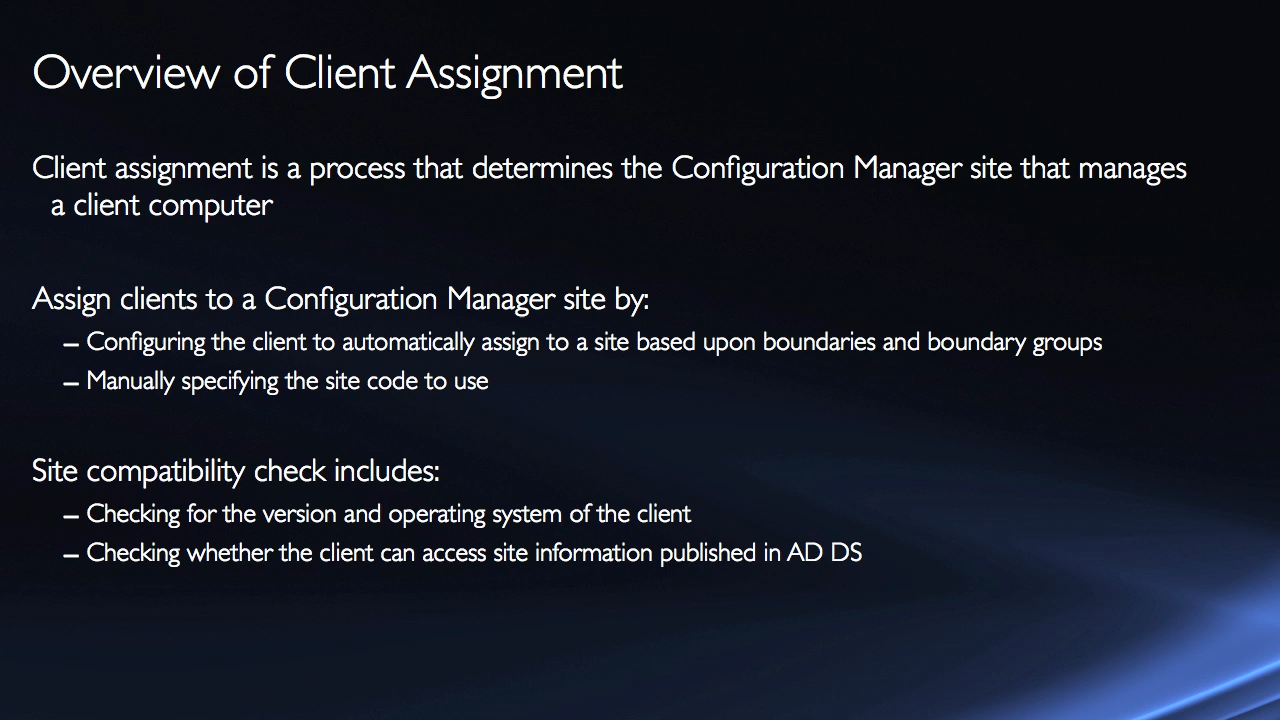 Overview of Client Assignment
Client assignment is a process that determines the Configuration Manager site that manages
a client computer
Assign clients to a Configuration Manager site by:
– Configuring the client to automatically assign to a site based upon boundaries and boundary groups
– Manually specifying the site code to use
Site compatibility check includes:
– Checking for the version and operating system of the client
– Checking whether the client can access site information published in AD DS